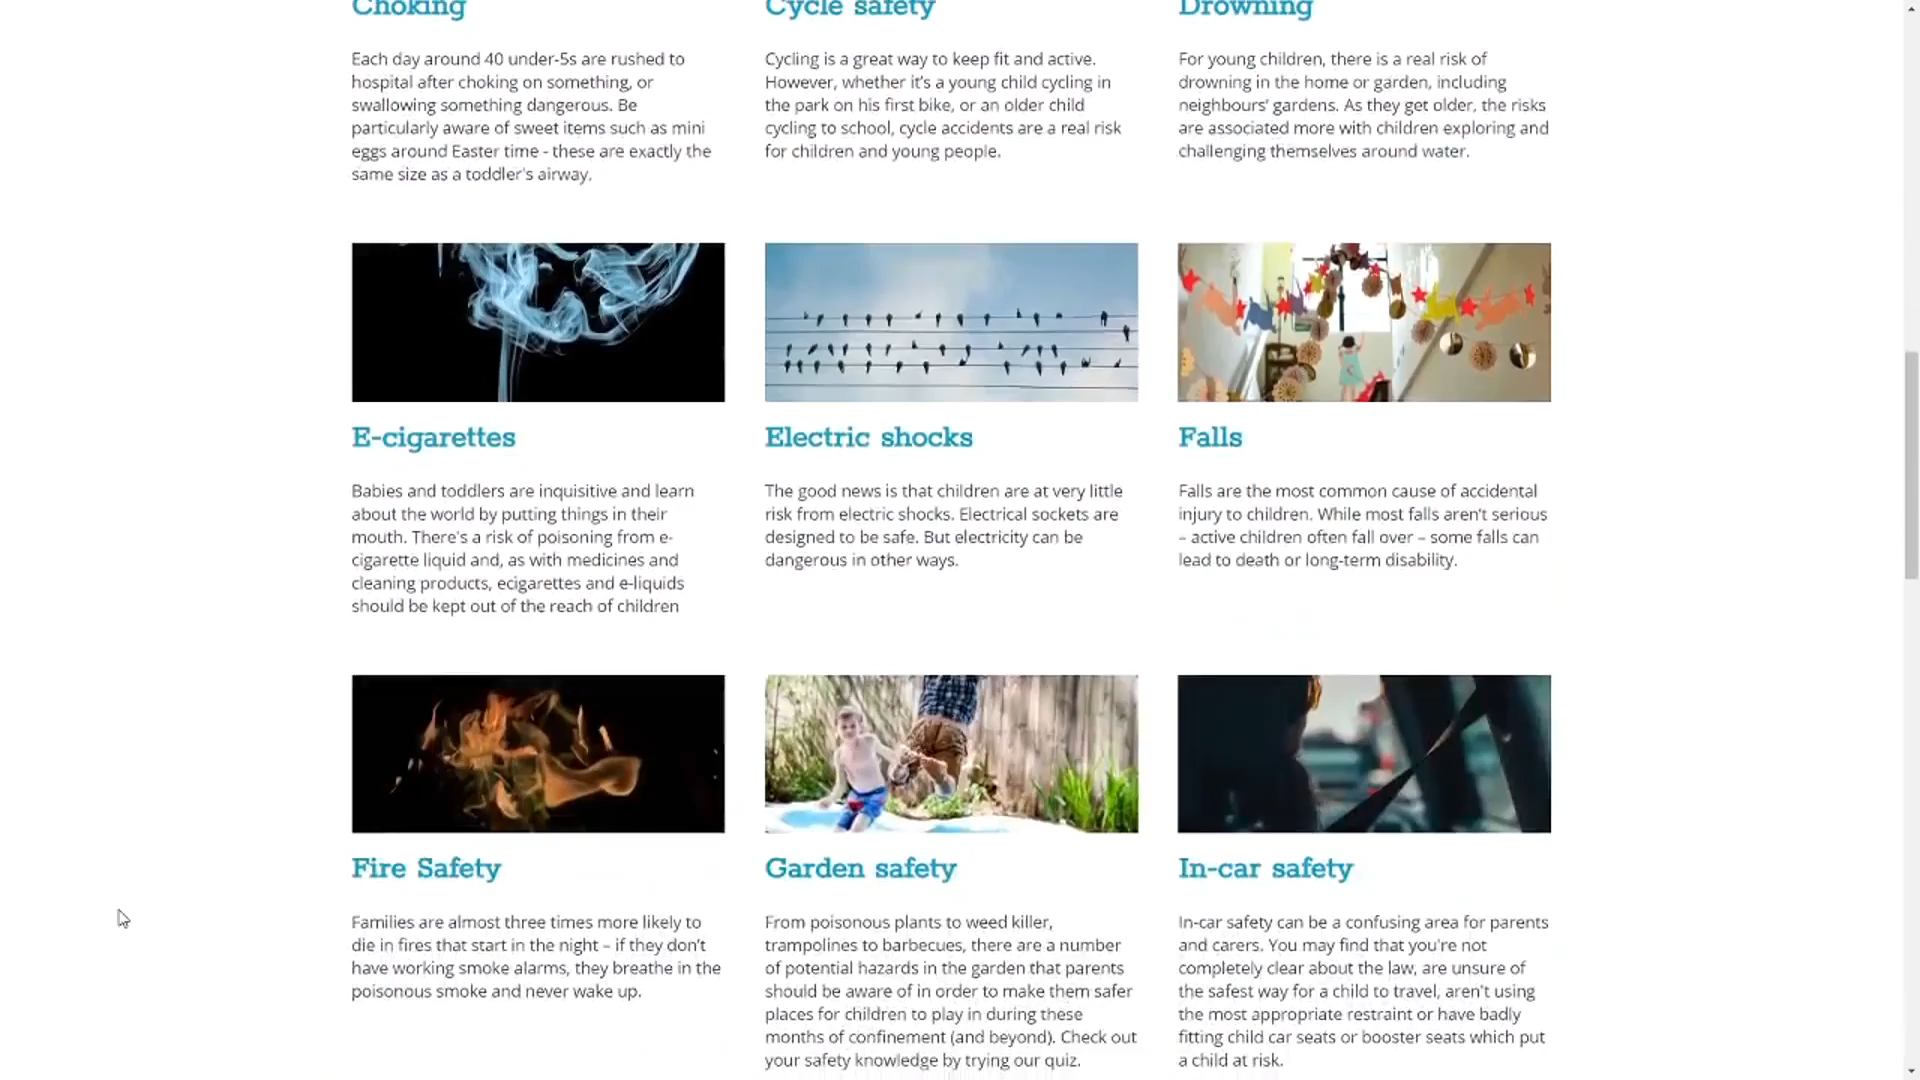 Choking
Each day around 40 under-5s are rushed to
hospital after choking on something, or
swallowing something dangerous. Be
particularly aware of sweet items such as mini
eggs around Easter time - these are exactly the
same size as a toddler's airway.
Cycle safety
Cycling is a great way to keep fit and active.
However, whether it's a young child cycling in
the park on his first bike, or an older child
cycling to school, cycle accidents are a real risk
for children and young people.
Drowning
For young children, there is a real risk of
drowning in the home or garden, including
neighbours' gardens. As they get older, the risks
are associated more with children exploring and
challenging themselves around water.
E-cigarettes
Babies and toddlers are inquisitive and learn
about the world by putting things in their
mouth. There's a risk of poisoning from e-
cigarette liquid and, as with medicines and
cleaning products, ecigarettes and e-liquids
should be kept out of the reach of children
Electric shocks
The good news is that children are at very little
risk from electric shocks. Electrical sockets are
designed to be safe. But electricity can be
dangerous in other ways.
Falls
Falls are the most common cause of accidental
injury to children. While most falls aren't serious
– active children often fall over – some falls can
lead to death or long-term disability.
Fire Safety
Families are almost three times more likely to
die in fires that start in the night – if they don't
have working smoke alarms, they breathe in the
poisonous smoke and never wake up.
Garden safety
From poisonous plants to weed killer,
trampolines to barbecues, there are a number
of potential hazards in the garden that parents
should be aware of in order to make them safer
places for children to play in during these
months of confinement (and beyond). Check out
your safety knowledge by trying our quiz.
In-car safety
In-car safety can be a confusing area for parents
and carers. You may find that you're not
completely clear about the law, are unsure of
the safest way for a child to travel, aren't using
the most appropriate restraint or have badly
fitting child car seats or booster seats which put
a child at risk.